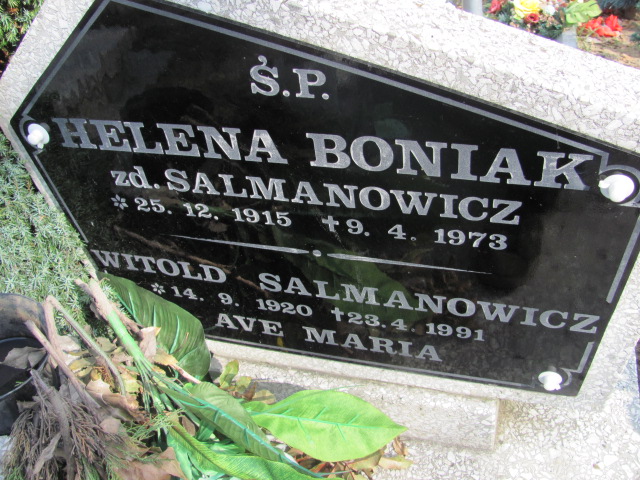 Ś.P.
HELENA BONIAK
zd. SALMANOWICZ
* 25. 12. 1915 † 9. 4. 1973
WITOLD SALMANOWICZ
* 14. 9. 1920 † 23.4. 1991
AVE MARIA